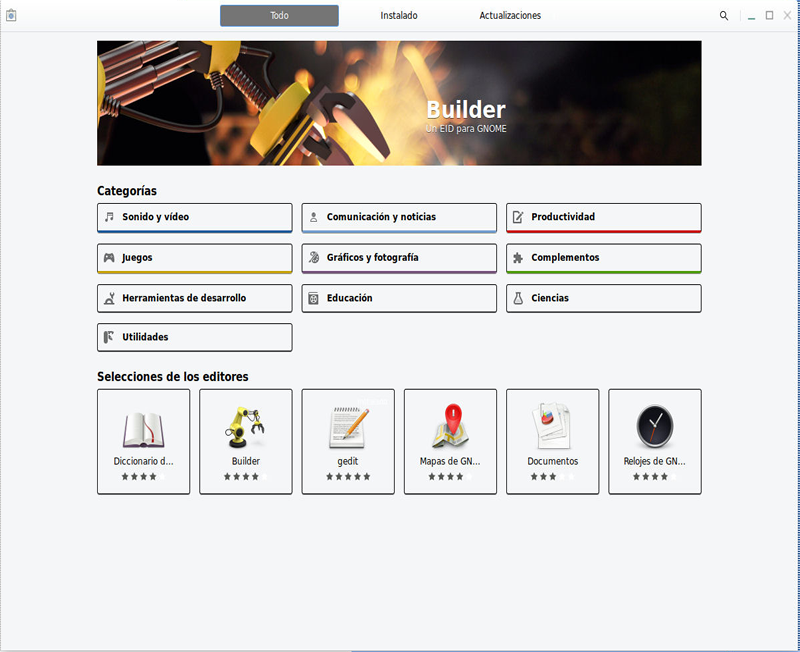 Todo
Instalado
Actualizaciones
Builder
Un EID para GNOME
Categorías
Sonido y vídeo
Comunicación y noticias
Productividad
Juegos
Gráficos y fotografía
Complementos
Herramientas de desarrollo
Educación
Ciencias
Utilidades
Selecciones de los editores
Diccionario d...
Builder
gedit
Mapas de GN...
Documentos
Relojes de GN...